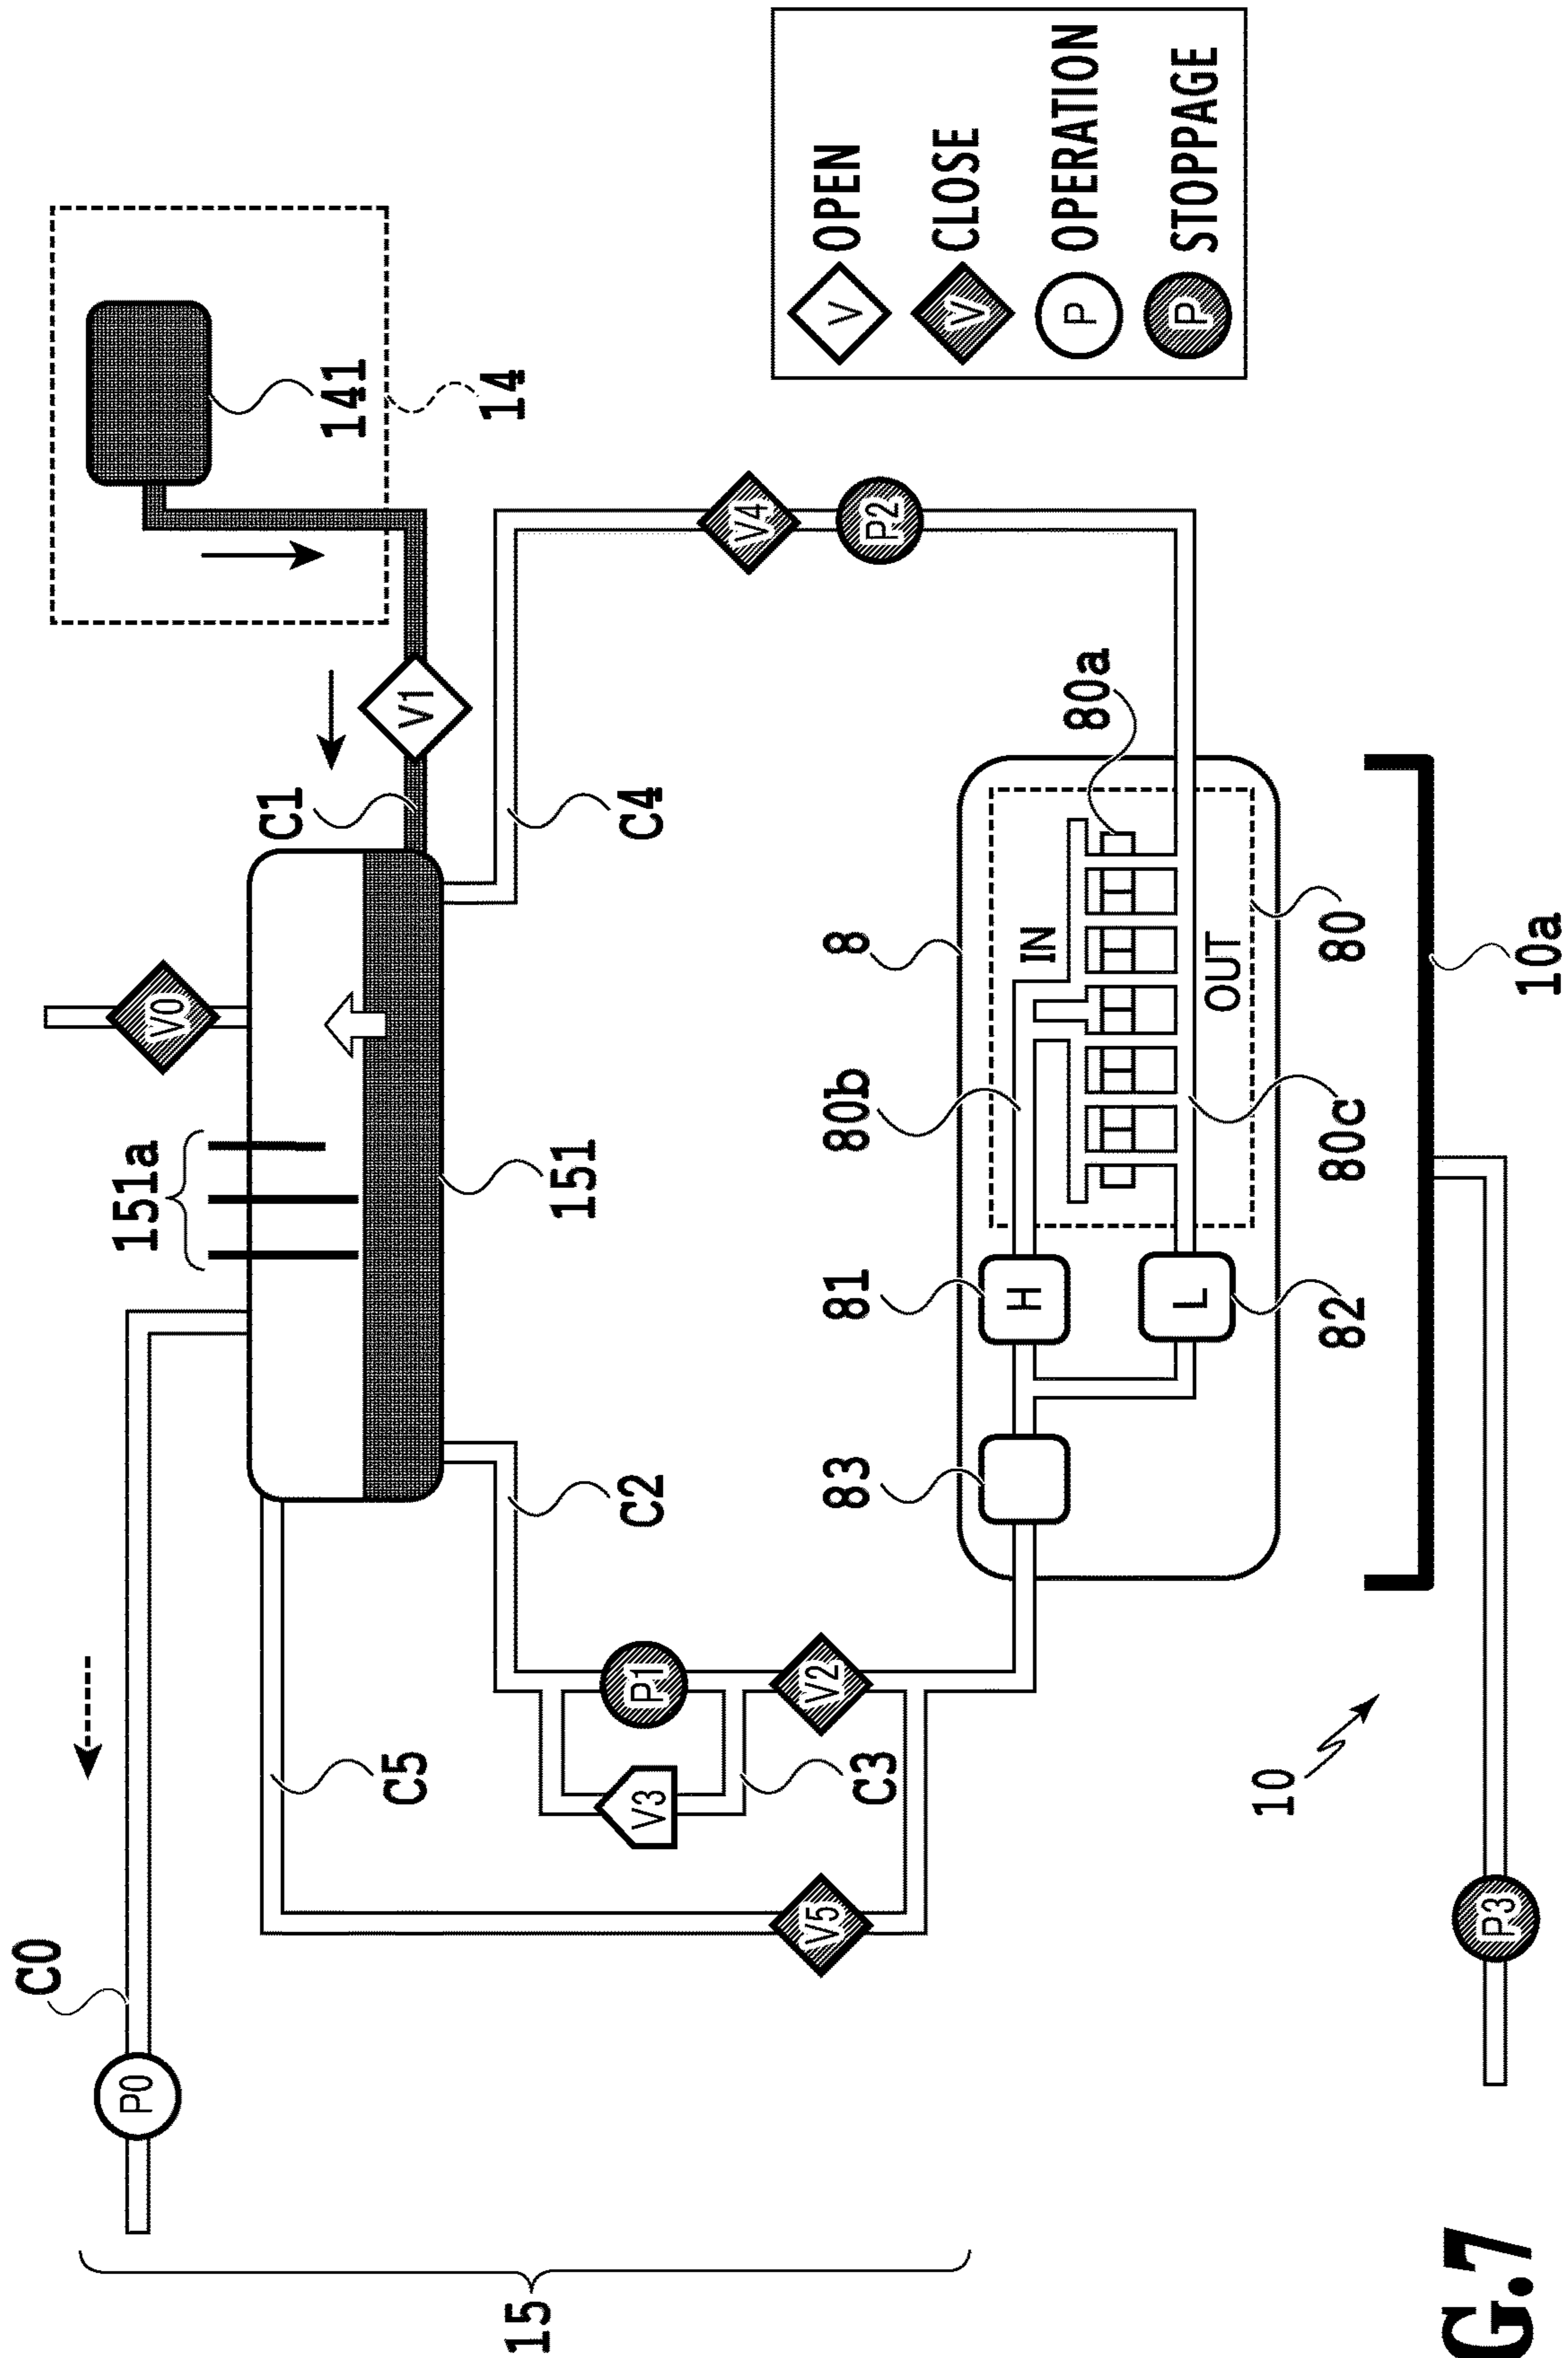 C0
P0
15
151a
V0
14
141
C1
V1
C5
151
C4
C2
V4
P2
P1
V3
C3
V2
V5
8
80a
80b
IN
OUT
80
80c
83
81
H
82
L
10a
10
P3
V OPEN
V CLOSE
P OPERATION
P STOPPAGE
G.7